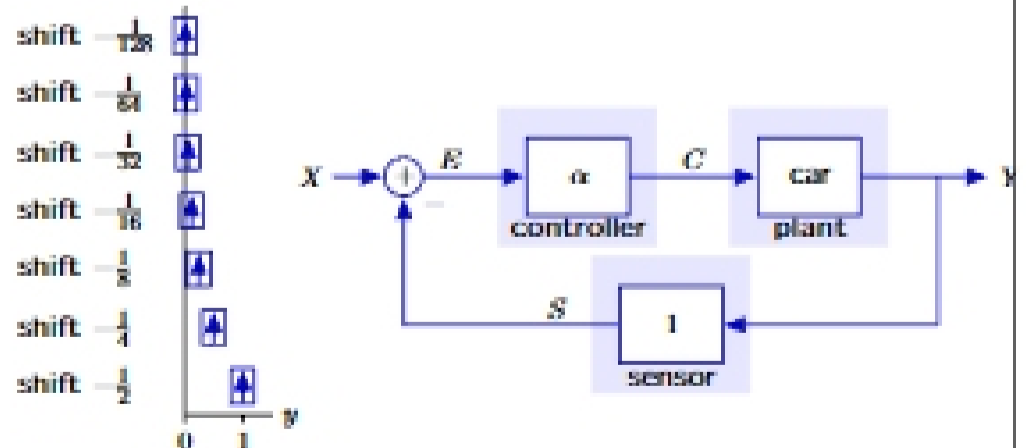 shift − 1/128
shift − 1/64
shift − 1/32
shift − 1/16
shift − 1/8
shift − 1/4
shift − 1/2
0 1 y
X + E α C car Y
−
controller plant
S 1
sensor